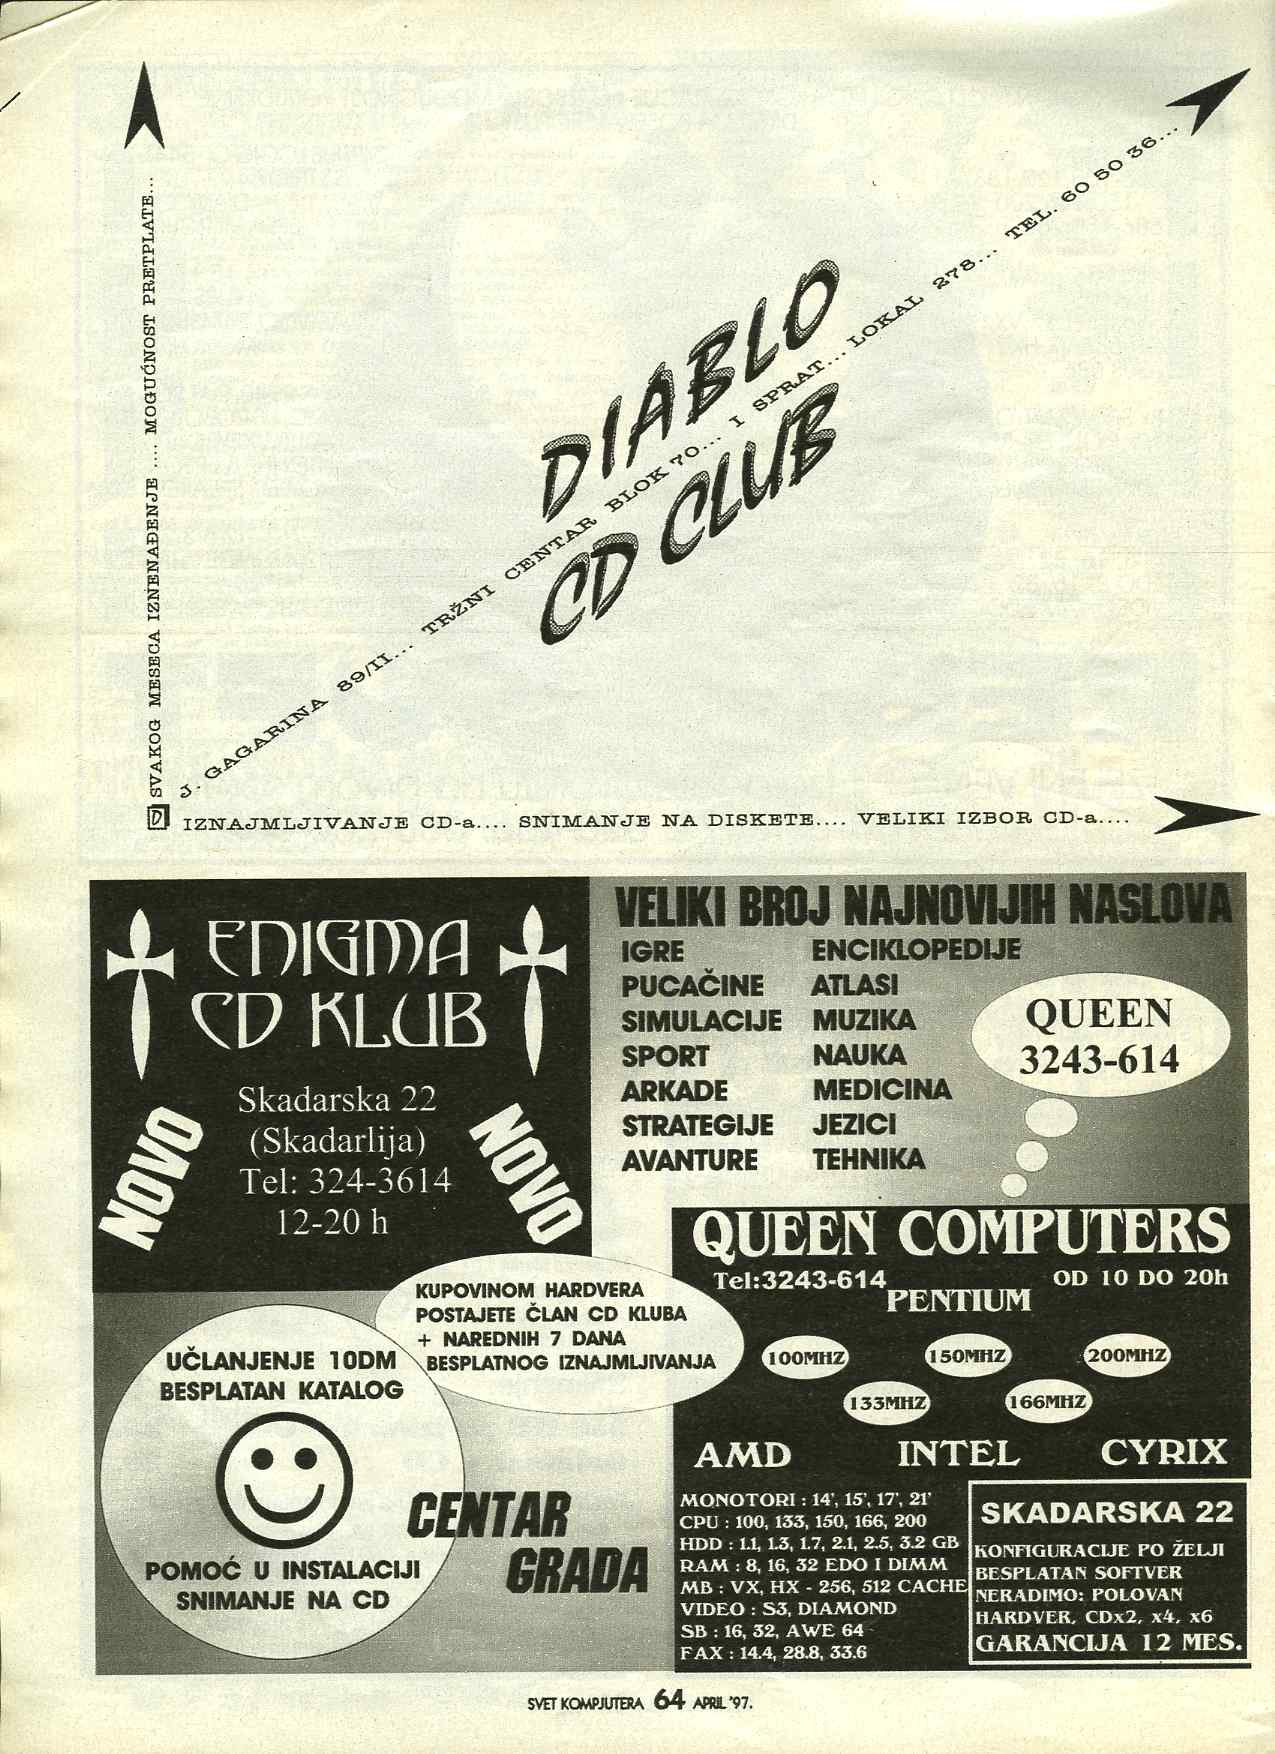 SVAKOG MESECA IZNENAĐENJE .... MOGUĆNOST PRETPLATE...
J. GAGARINA 89/II... TRŽNI CENTAR BLOK 70... I SPRAT... LOKAL 278... TEL. 60 50 36...
DIABLO
CD CLUB
D IZNAJMLJIVANJE CD-a.... SNIMANJE NA DISKETE.... VELIKI IZBOR CD-a....
ENIGMA
CD KLUB
Skadarska 22
(Skadarlija)
Tel: 324-3614
12-20 h
NOVO
NOVO
VELIKI BROJ NAJNOVIJIH NASLOVA
IGRE
PUCAČINE
SIMULACIJE
SPORT
ARKADE
STRATEGIJE
AVANTURE
ENCIKLOPEDIJE
ATLASI
MUZIKA
NAUKA
MEDICINA
JEZICI
TEHNIKA
QUEEN
3243-614
KUPOVINOM HARDVERA
POSTAJETE ČLAN CD KLUBA
+ NAREDNIH 7 DANA
BESPLATNOG IZNAJMLJIVANJA
UČLANJENJE 10DM
BESPLATAN KATALOG
POMOĆ U INSTALACIJI
SNIMANJE NA CD
CENTAR
GRADA
QUEEN COMPUTERS
Tel:3243-614
OD 10 DO 20h
PENTIUM
100MHZ
150MHZ
200MHZ
133MHZ
166MHZ
AMD INTEL CYRIX
MONOTORI : 14', 15', 17', 21'
CPU : 100, 133, 150, 166, 200
HDD : 1.1, 1.3, 1.7, 2.1, 2.5, 3.2 GB
RAM : 8, 16, 32 EDO I DIMM
MB : VX, HX - 256, 512 CACHE
VIDEO : S3, DIAMOND
SB : 16, 32, AWE 64
FAX : 14.4, 28.8, 33.6
SKADARSKA 22
KONFIGURACIJE PO ŽELJI
BESPLATAN SOFTVER
NERADIMO: POLOVAN
HARDVER, CDx2, x4, x6
GARANCIJA 12 MES.
SVET KOMPJUTERA 64 APRIL '97.